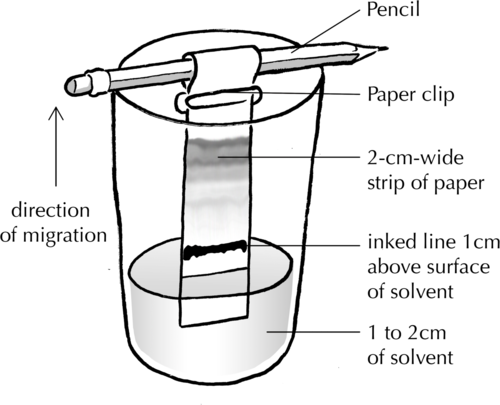 Pencil
Paper clip
2-cm-wide
strip of paper
direction
of migration
inked line 1cm
above surface
of solvent
1 to 2cm
of solvent